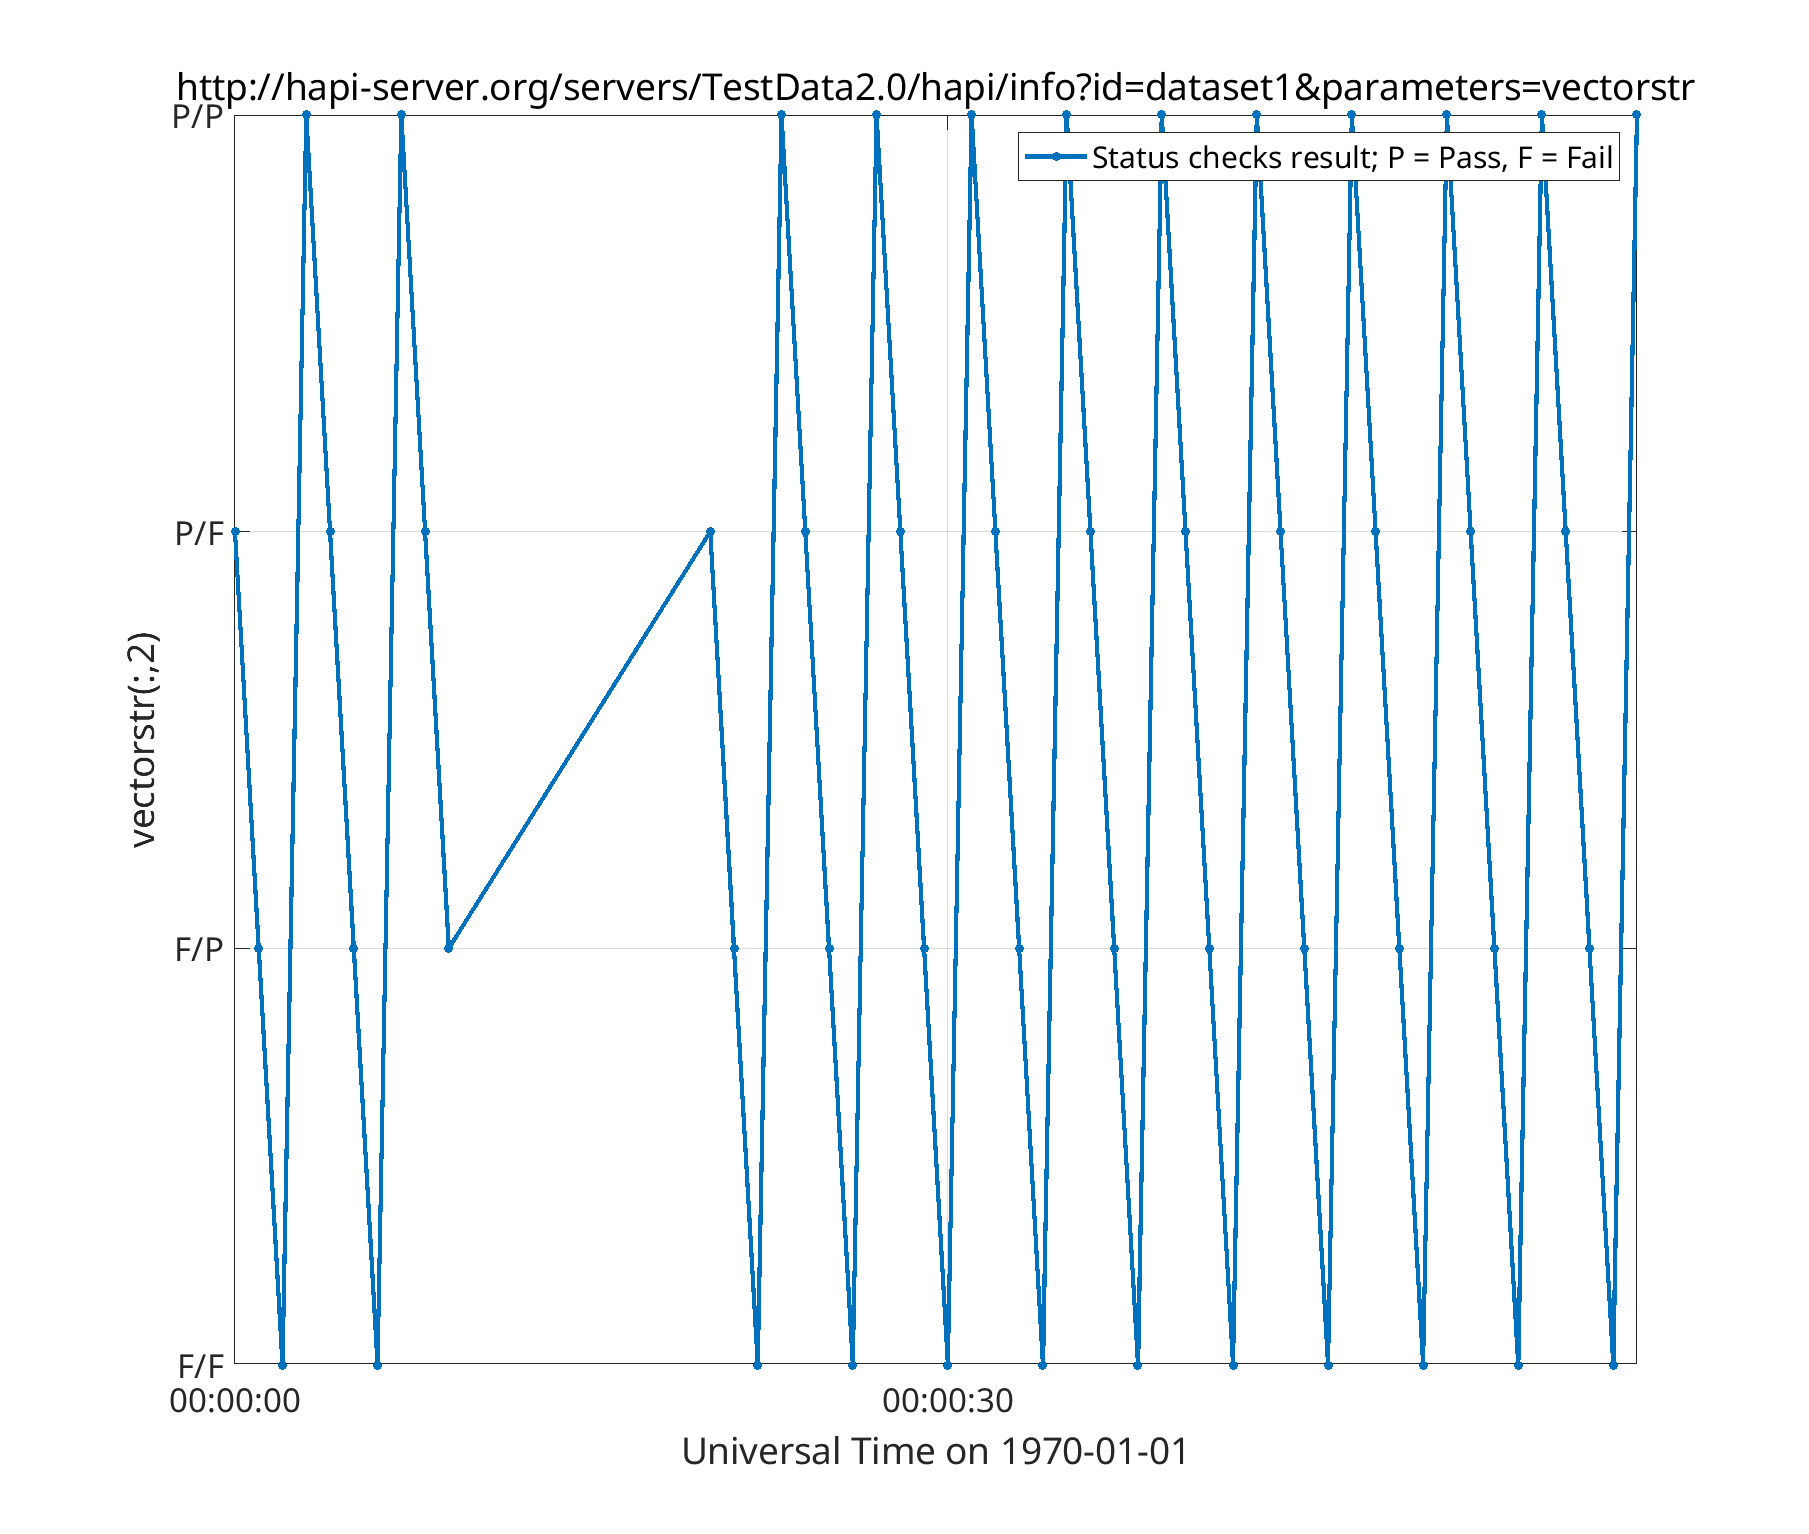 http://hapi-server.org/servers/TestData2.0/hapi/info?id=dataset1&parameters=vectorstr
P/P
Status checks result; P = Pass, F = Fail
P/F
vectorstr(:,2)
F/P
F/F
00:00:00 00:00:30
Universal Time on 1970-01-01